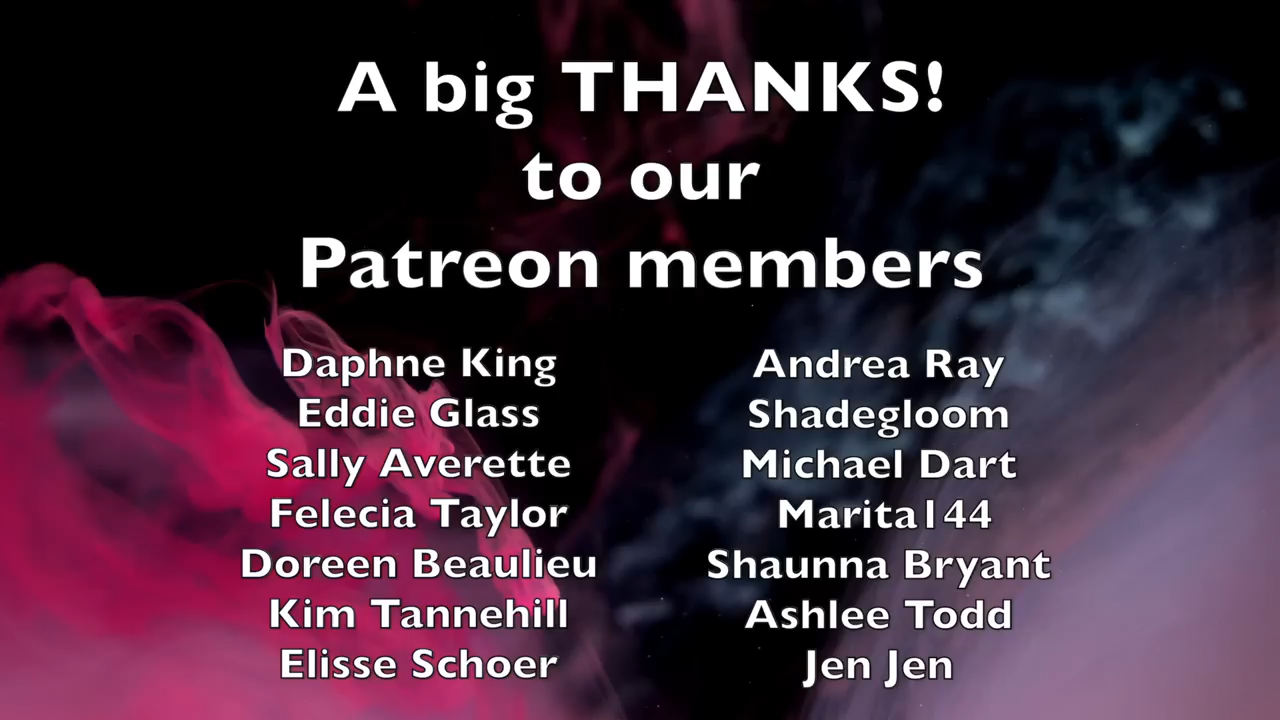 A big THANKS!
to our
Patreon members
Daphne King
Eddie Glass
Sally Averette
Felecia Taylor
Doreen Beaulieu
Kim Tannehill
Elisse Schoer
Andrea Ray
Shadegloom
Michael Dart
Marita144
Shaunna Bryant
Ashlee Todd
Jen Jen